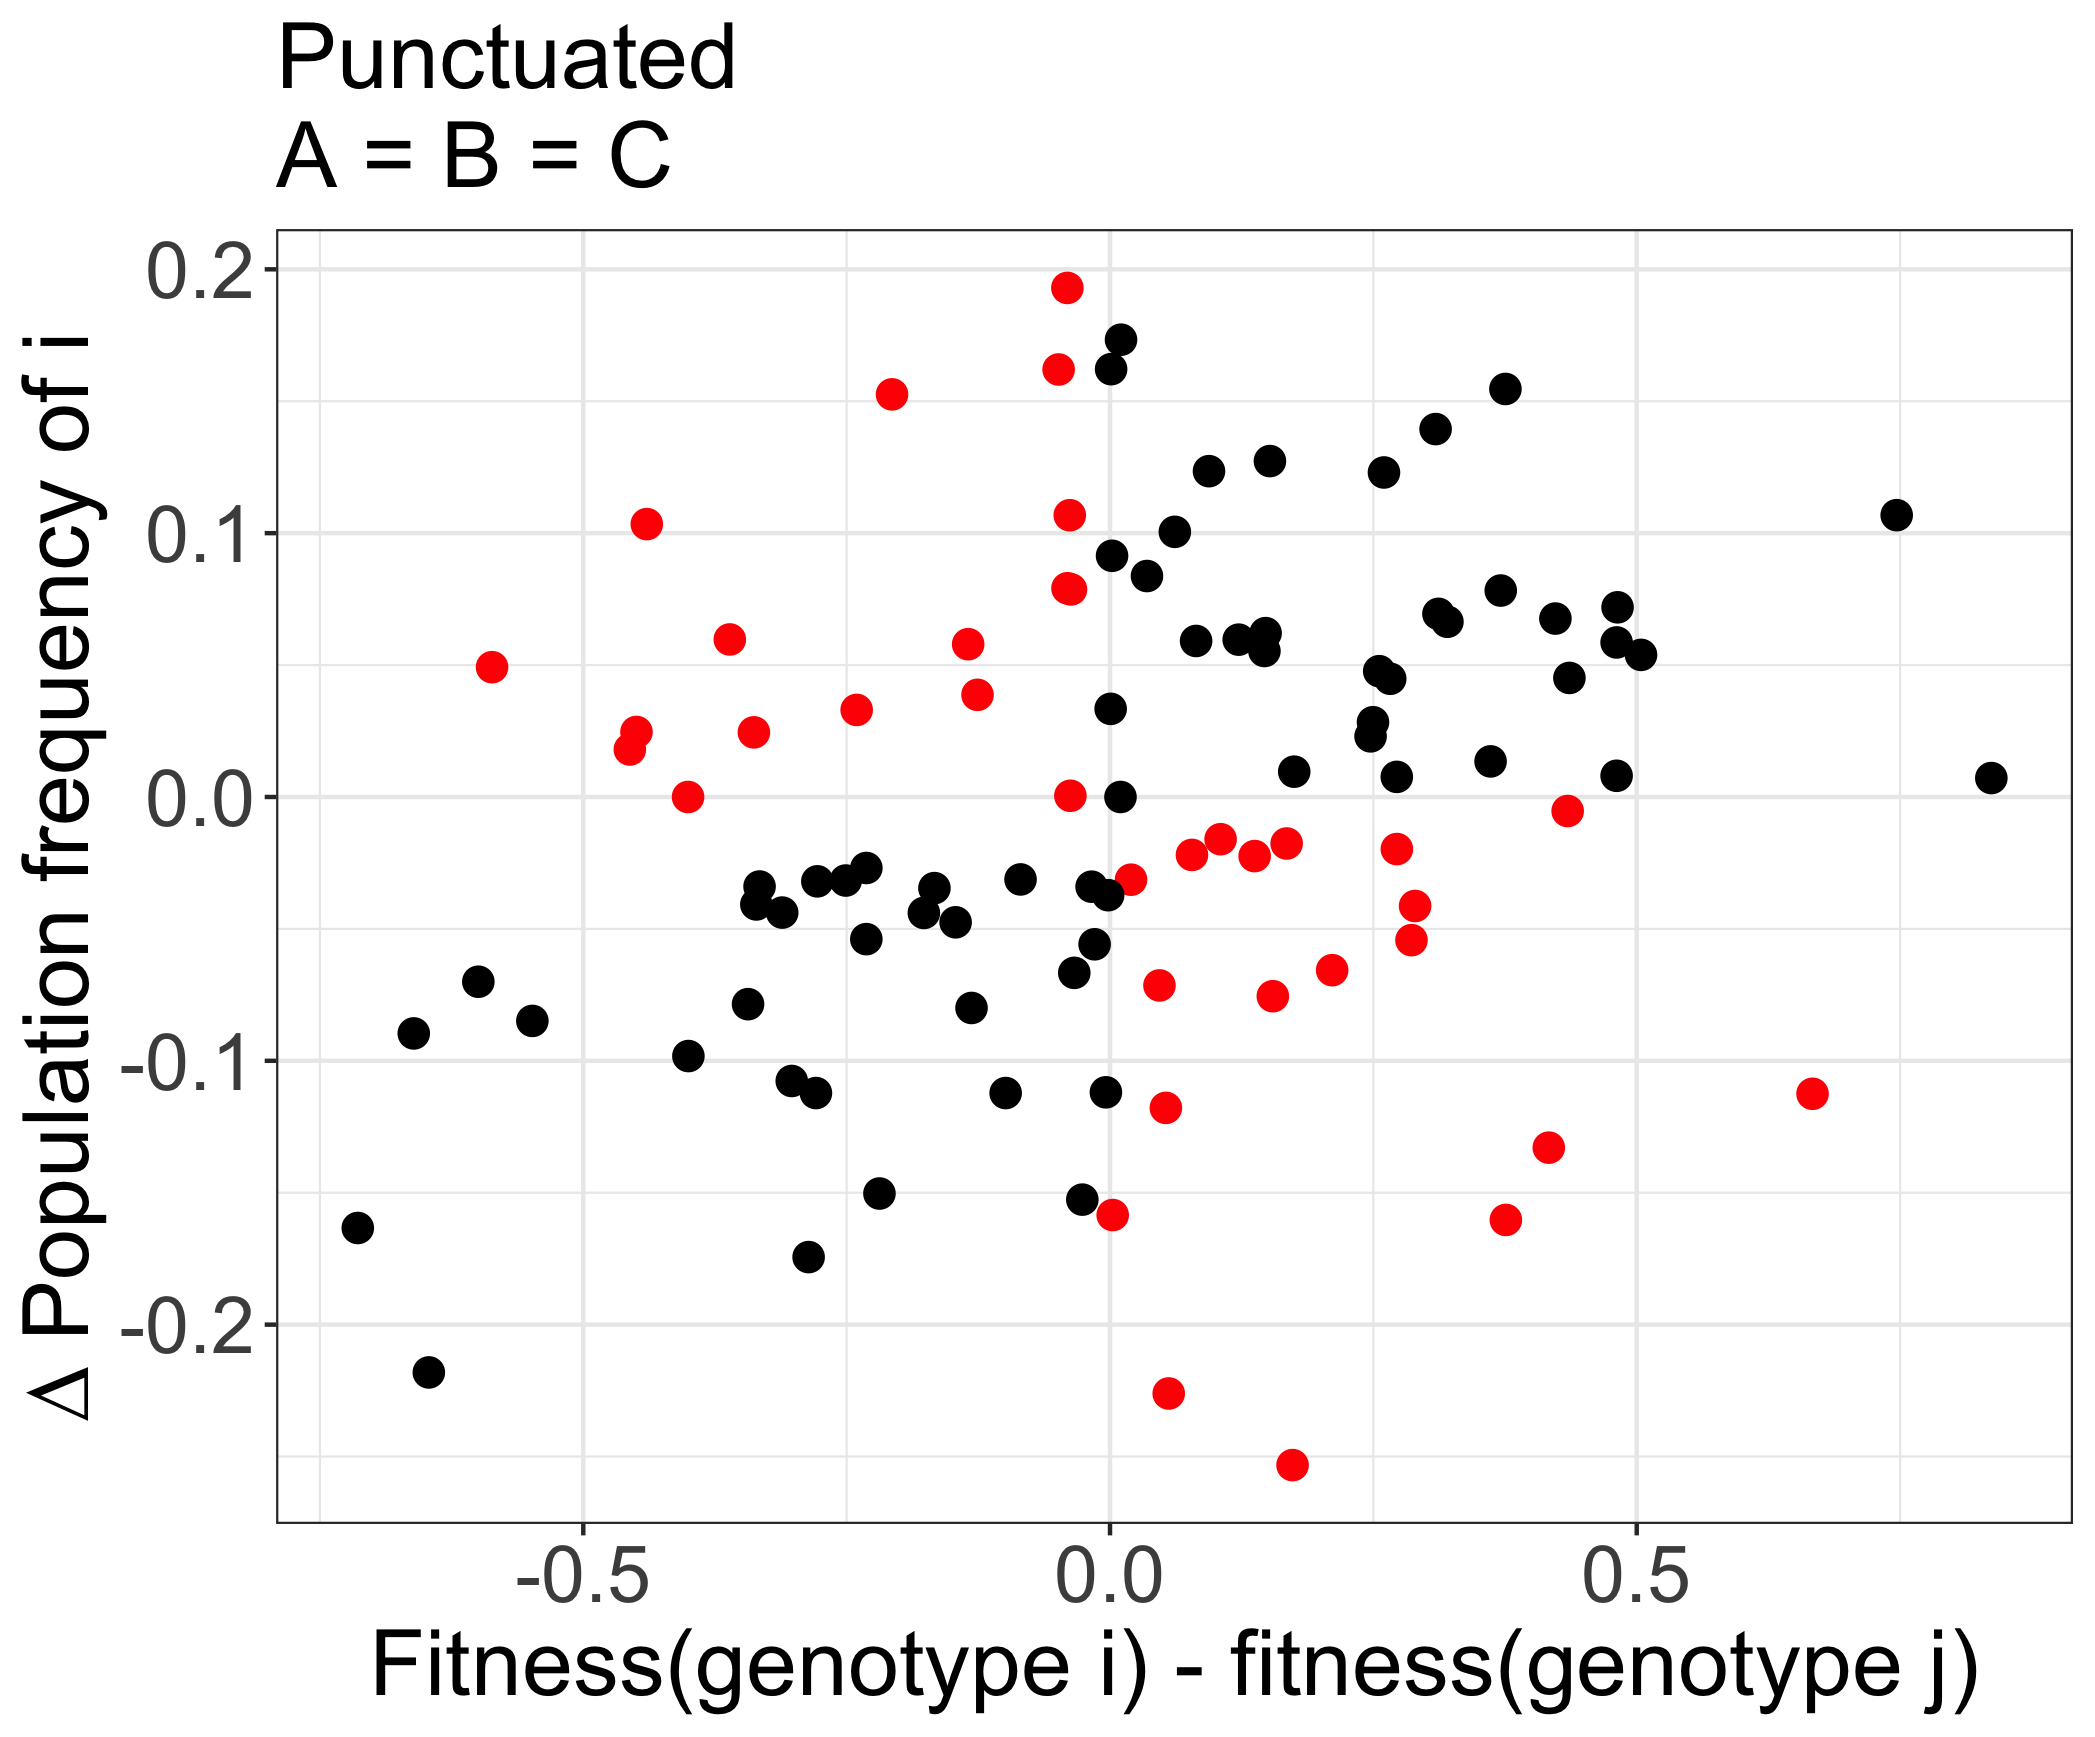 Punctuated
A = B = C
Δ Population frequency of i
0.2
0.1
0.0
-0.1
-0.2
-0.5
0.0
0.5
Fitness(genotype i) - fitness(genotype j)